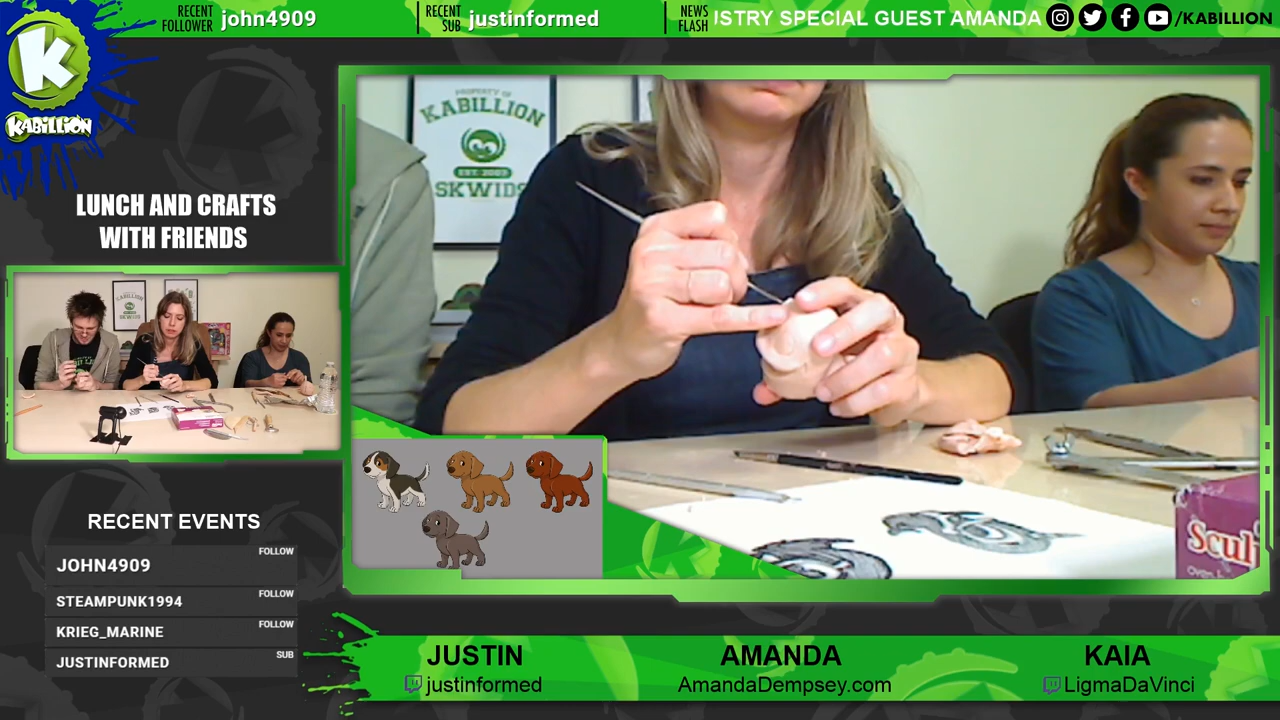 RECENT FOLLOWER john4909
RECENT SUB justinformed
NEWS FLASH ISTRY SPECIAL GUEST AMANDA /KABILLION
K
KABILLION
LUNCH AND CRAFTS
WITH FRIENDS
PROPERTY OF
KABILLION
EST. 2007
SKWIDS
KABILLION
Scul
RECENT EVENTS
JOHN4909 FOLLOW
STEAMPUNK1994 FOLLOW
KRIEG_MARINE FOLLOW
JUSTINFORMED SUB
JUSTIN
justinformed
AMANDA
AmandaDempsey.com
KAIA
LigmaDaVinci